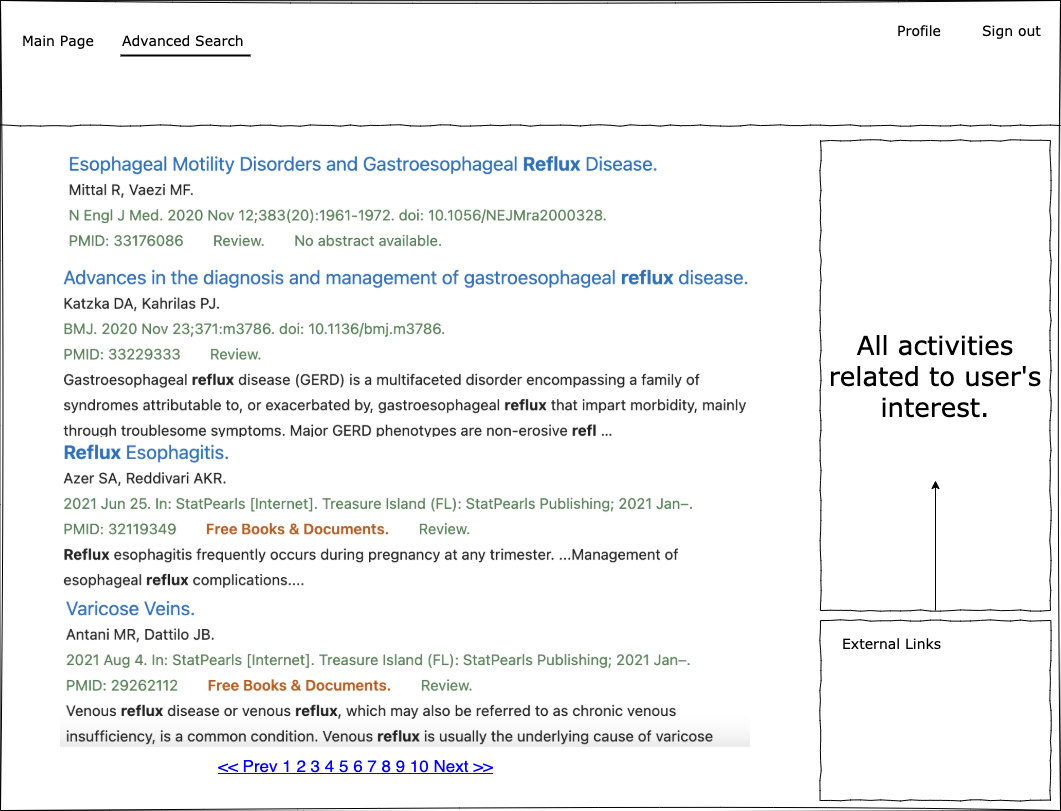 Main Page
Advanced Search
Profile
Sign out
Esophageal Motility Disorders and Gastroesophageal Reflux Disease.
Mittal R, Vaezi MF.
N Engl J Med. 2020 Nov 12;383(20):1961-1972. doi: 10.1056/NEJMra2000328.
PMID: 33176086 Review. No abstract available.
Advances in the diagnosis and management of gastroesophageal reflux disease.
Katzka DA, Kahrilas PJ.
BMJ. 2020 Nov 23;371:m3786. doi: 10.1136/bmj.m3786.
PMID: 33229333 Review.
Gastroesophageal reflux disease (GERD) is a multifaceted disorder encompassing a family of
syndromes attributable to, or exacerbated by, gastroesophageal reflux that impart morbidity, mainly
through troublesome symptoms. Major GERD phenotypes are non-erosive refl ...
Reflux Esophagitis.
Azer SA, Reddivari AKR.
2021 Jun 25. In: StatPearls [Internet]. Treasure Island (FL): StatPearls Publishing; 2021 Jan–.
PMID: 32119349 Free Books & Documents. Review.
Reflux esophagitis frequently occurs during pregnancy at any trimester. ...Management of
esophageal reflux complications....
Varicose Veins.
Antani MR, Dattilo JB.
2021 Aug 4. In: StatPearls [Internet]. Treasure Island (FL): StatPearls Publishing; 2021 Jan–.
PMID: 29262112 Free Books & Documents. Review.
Venous reflux disease or venous reflux, which may also be referred to as chronic venous
insufficiency, is a common condition. Venous reflux is usually the underlying cause of varicose
<< Prev 1 2 3 4 5 6 7 8 9 10 Next >>
All activities
related to user's
interest.
External Links